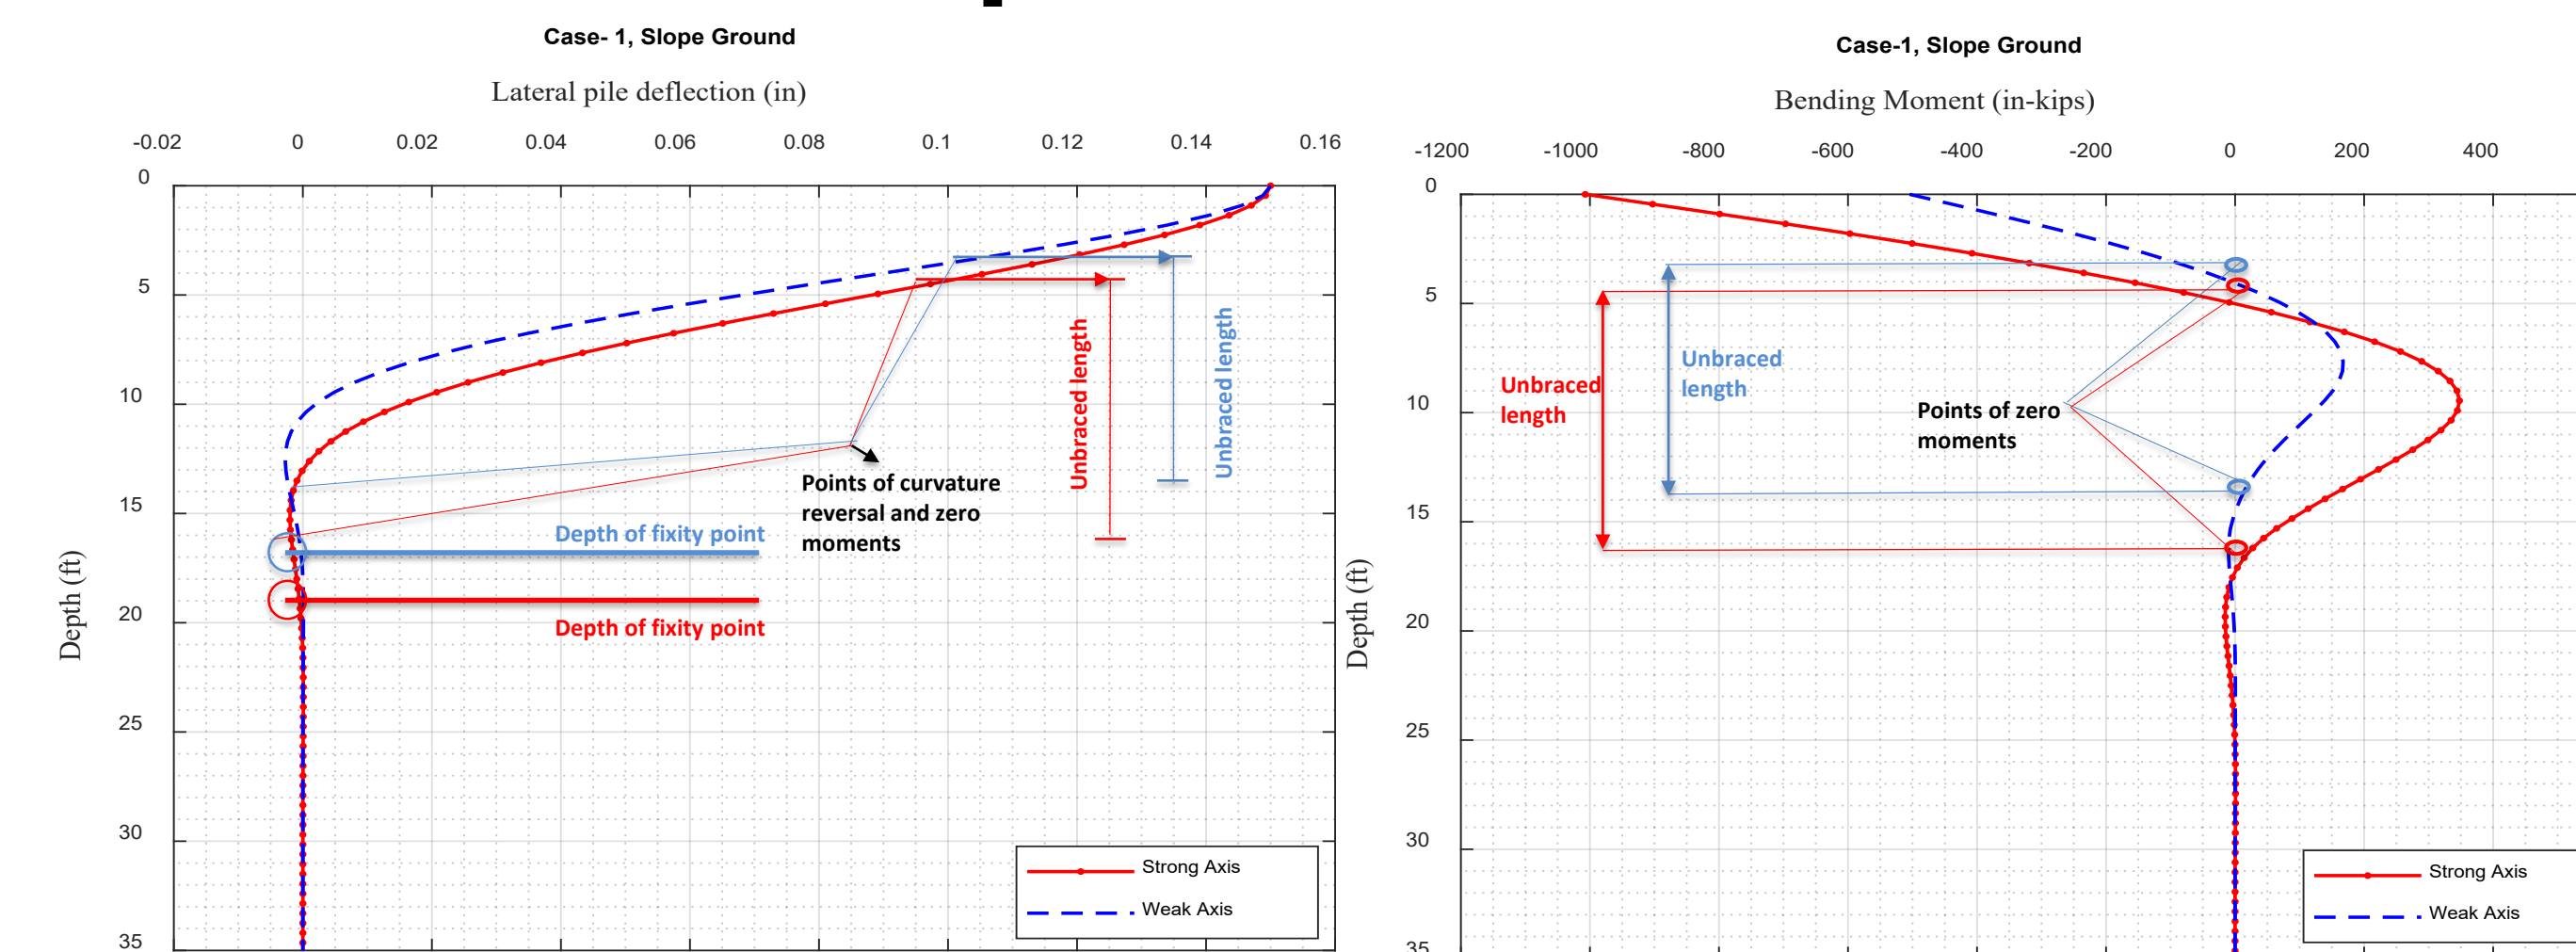 Case- 1, Slope Ground
Lateral pile deflection (in)
-0.02 0 0.02 0.04 0.06 0.08 0.1 0.12 0.14 0.16
0
5
10
15
20
25
30
35
Depth (ft)
Unbraced length
Unbraced length
Points of curvature
reversal and zero
moments
Depth of fixity point
Depth of fixity point
Strong Axis
Weak Axis
Case-1, Slope Ground
Bending Moment (in-kips)
-1200 -1000 -800 -600 -400 -200 0 200 400
0
5
10
15
20
25
30
35
Depth (ft)
Unbraced
length
Unbraced
length
Points of zero
moments
Strong Axis
Weak Axis